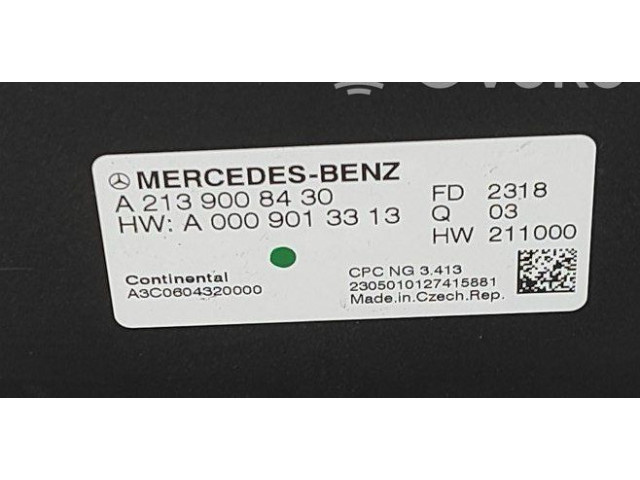 MERCEDES-BENZ
A 213 900 84 30
HW: A 000 901 33 13
FD 2318
Q 03
HW 211000
Continental
A3C0604320000
CPC NG 3.413
2305010127415881
Made.in.Czech.Rep.